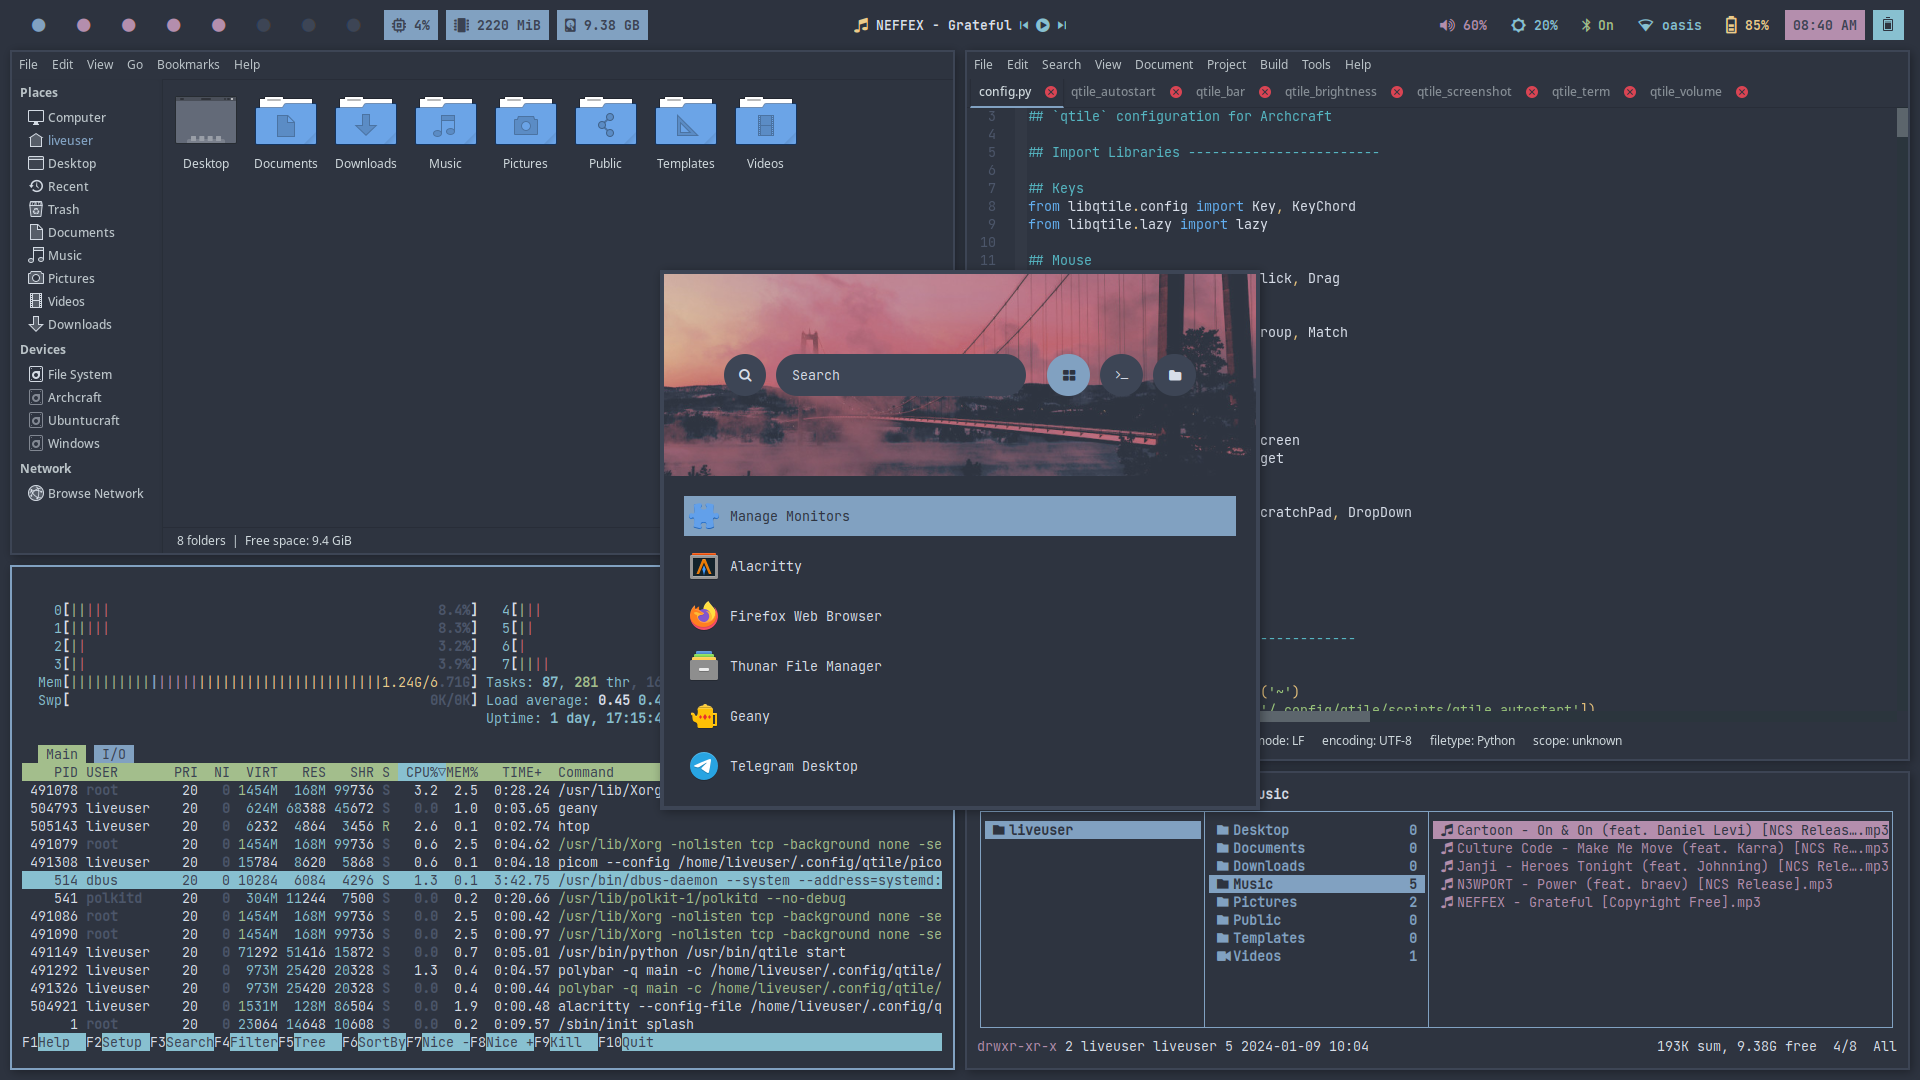 4% 2220 MiB 9.38 GB NEFFEX - Grateful 60% 20% On oasis 85% 08:40 AM
File Edit View Go Bookmarks Help
Places
Computer
liveuser
Desktop
Recent
Trash
Documents
Music
Pictures
Videos
Downloads
Devices
File System
Archcraft
Ubuntucraft
Windows
Network
Browse Network
Desktop Documents Downloads Music Pictures Public Templates Videos
8 folders | Free space: 9.4 GiB
File Edit Search View Document Project Build Tools Help
config.py qtile_autostart qtile_bar qtile_brightness qtile_screenshot qtile_term qtile_volume
3 ## `qtile` configuration for Archcraft
4
5 ## Import Libraries ------------------------
6
7 ## Keys
8 from libqtile.config import Key, KeyChord
9 from libqtile.lazy import lazy
10
11 ## Mouse
lick, Drag
roup, Match
creen
get
cratchPad, DropDown
------------
('~')
'/.config/qtile/scripts/qtile_autostart'])
mode: LF encoding: UTF-8 filetype: Python scope: unknown
Search
Manage Monitors
Alacritty
Firefox Web Browser
Thunar File Manager
Geany
Telegram Desktop
0[||||| 8.4%] 4[|||
1[||||| 8.3%] 5[||
2[|| 3.2%] 6[|
3[|| 3.9%] 7[||||
Mem[|||||||||||||||||||||||||||||||||||||||1.24G/6.71G] Tasks: 87, 281 thr, 16
Swp[ 0K/0K] Load average: 0.45 0.4
Uptime: 1 day, 17:15:4
Main I/O
PID USER PRI NI VIRT RES SHR S CPU%▽MEM% TIME+ Command
491078 root 20 0 1454M 168M 99736 S 3.2 2.5 0:28.24 /usr/lib/Xorg
504793 liveuser 20 0 624M 68388 45672 S 0.0 1.0 0:03.65 geany
505143 liveuser 20 0 6232 4864 3456 R 2.6 0.1 0:02.74 htop
491079 root 20 0 1454M 168M 99736 S 0.6 2.5 0:04.62 /usr/lib/Xorg -nolisten tcp -background none -se
491308 liveuser 20 0 15784 8620 5868 S 0.6 0.1 0:04.18 picom --config /home/liveuser/.config/qtile/pico
514 dbus 20 0 10284 6084 4296 S 1.3 0.1 3:42.75 /usr/bin/dbus-daemon --system --address=systemd:
541 polkitd 20 0 304M 11244 7500 S 0.0 0.2 0:20.66 /usr/lib/polkit-1/polkitd --no-debug
491086 root 20 0 1454M 168M 99736 S 0.0 2.5 0:00.42 /usr/lib/Xorg -nolisten tcp -background none -se
491090 root 20 0 1454M 168M 99736 S 0.0 2.5 0:00.97 /usr/lib/Xorg -nolisten tcp -background none -se
491149 liveuser 20 0 71292 51416 15872 S 0.0 0.7 0:05.01 /usr/bin/python /usr/bin/qtile start
491292 liveuser 20 0 973M 25420 20328 S 1.3 0.4 0:04.57 polybar -q main -c /home/liveuser/.config/qtile/
491326 liveuser 20 0 973M 25420 20328 S 0.0 0.4 0:00.44 polybar -q main -c /home/liveuser/.config/qtile/
504921 liveuser 20 0 1531M 128M 86504 S 0.0 1.9 0:00.48 alacritty --config-file /home/liveuser/.config/q
1 root 20 0 23064 14648 10608 S 0.0 0.2 0:09.57 /sbin/init splash
F1Help F2Setup F3SearchF4FilterF5Tree F6SortByF7Nice -F8Nice +F9Kill F10Quit
usic
liveuser
Desktop 0
Documents 0
Downloads 0
Music 5
Pictures 2
Public 0
Templates 0
Videos 1
Cartoon - On & On (feat. Daniel Levi) [NCS Releas….mp3
Culture Code - Make Me Move (feat. Karra) [NCS Re….mp3
Janji - Heroes Tonight (feat. Johnning) [NCS Rele….mp3
N3WPORT - Power (feat. braev) [NCS Release].mp3
NEFFEX - Grateful [Copyright Free].mp3
drwxr-xr-x 2 liveuser liveuser 5 2024-01-09 10:04 193K sum, 9.38G free 4/8 All